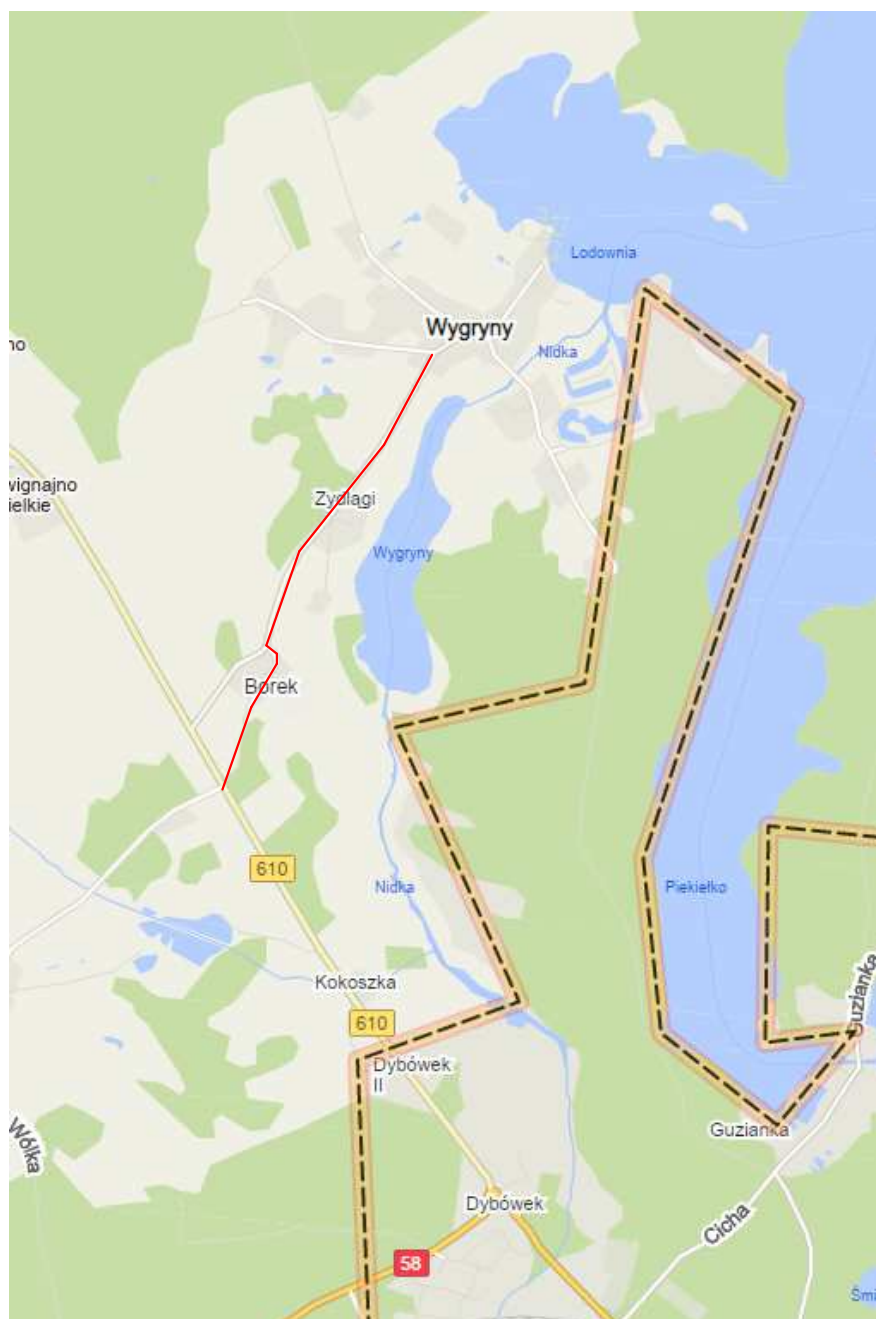 Lodownia
Wygryny
no
Nidka
wignajno
ielkie
Zydlągi
Wygryny
Borek
610
Nidka
Piekiełko
Kokoszka
Guzianka
610
Dybówek
II
Wólka
Guzianka
Dybówek
Cicha
58
Śmi